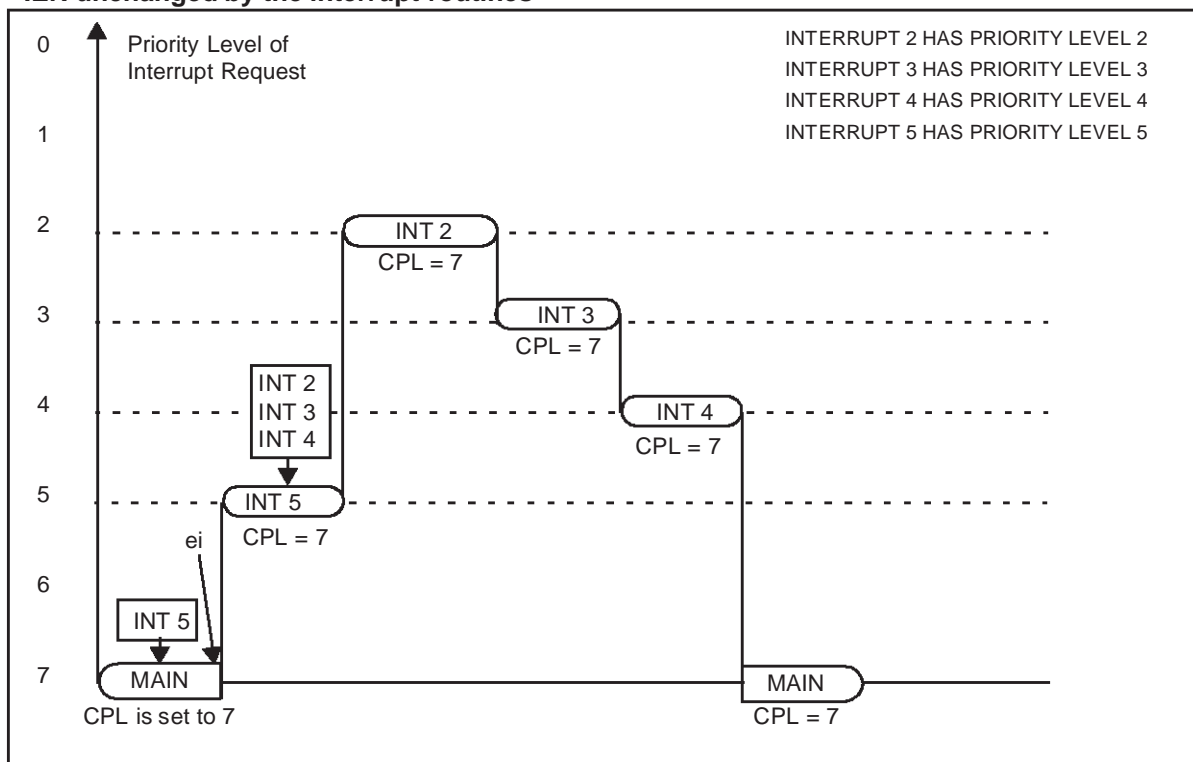 unchanged by the interrupt routines
0
Priority Level of
Interrupt Request
INTERRUPT 2 HAS PRIORITY LEVEL 2
INTERRUPT 3 HAS PRIORITY LEVEL 3
INTERRUPT 4 HAS PRIORITY LEVEL 4
INTERRUPT 5 HAS PRIORITY LEVEL 5
1
2
INT 2
CPL = 7
3
INT 3
CPL = 7
INT 2
INT 3
INT 4
4
INT 4
CPL = 7
5
INT 5
CPL = 7
ei
6
INT 5
7
MAIN
CPL is set to 7
MAIN
CPL = 7